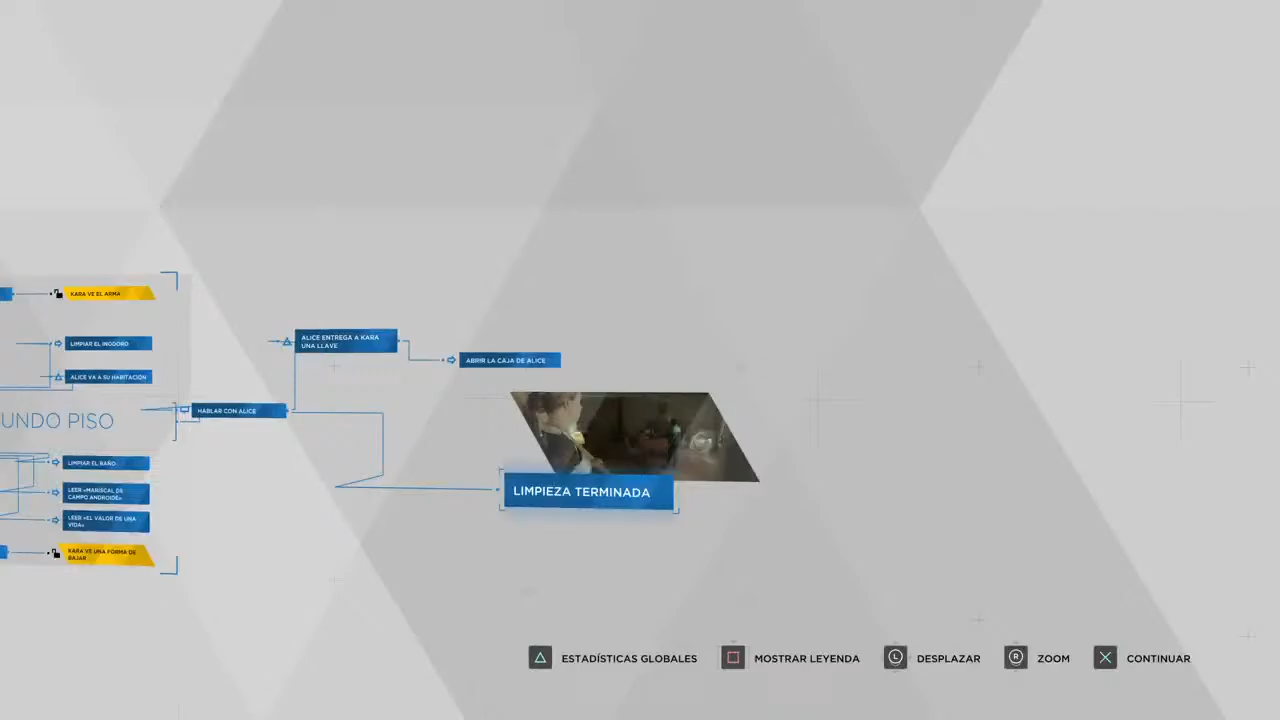 KARA VE EL ARMA
LIMPIAR EL INODORO
ALICE VA A SU HABITACIÓN
UNDO PISO
LIMPIAR EL BAÑO
LEER «MARISCAL DE
CAMPO ANDROIDE»
LEER «EL VALOR DE UNA
VIDA»
KARA VE UNA FORMA DE
BAJAR
HABLAR CON ALICE
ALICE ENTREGA A KARA
UNA LLAVE
ABRIR LA CAJA DE ALICE
LIMPIEZA TERMINADA
ESTADÍSTICAS GLOBALES
MOSTRAR LEYENDA
L DESPLAZAR
R ZOOM
CONTINUAR